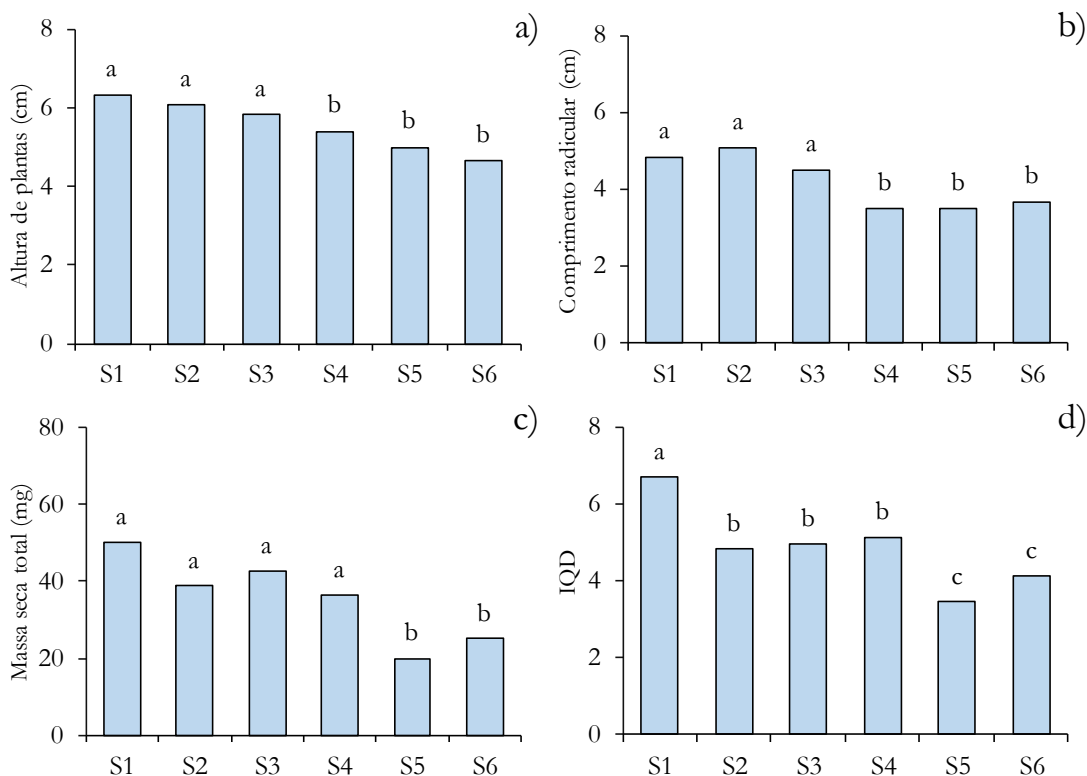 a)
Altura de plantas (cm)
8
6
4
2
0
a
a
a
b
b
b
S1 S2 S3 S4 S5 S6
b)
Comprimento radicular (cm)
8
6
4
2
0
a
a
a
b
b
b
S1 S2 S3 S4 S5 S6
c)
Massa seca total (mg)
80
60
40
20
0
a
a
a
a
b
b
S1 S2 S3 S4 S5 S6
d)
IQD
8
6
4
2
0
a
b
b
b
c
c
S1 S2 S3 S4 S5 S6